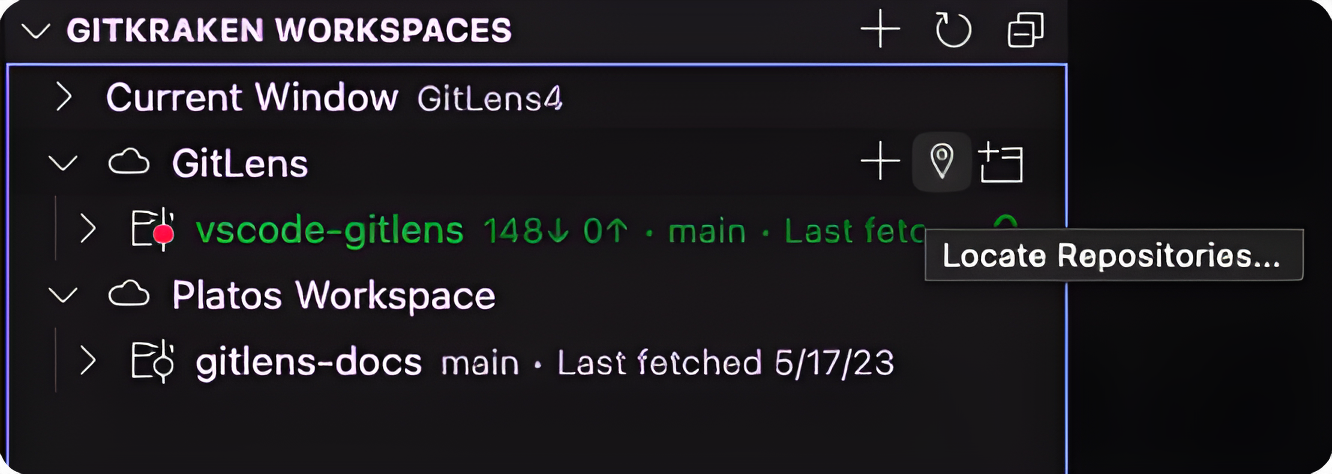 GITKRAKEN WORKSPACES
Current Window GitLens4
GitLens
vscode-gitlens 148↓ 0↑ · main · Last fetc
Locate Repositories...
Platos Workspace
gitlens-docs main · Last fetched 5/17/23